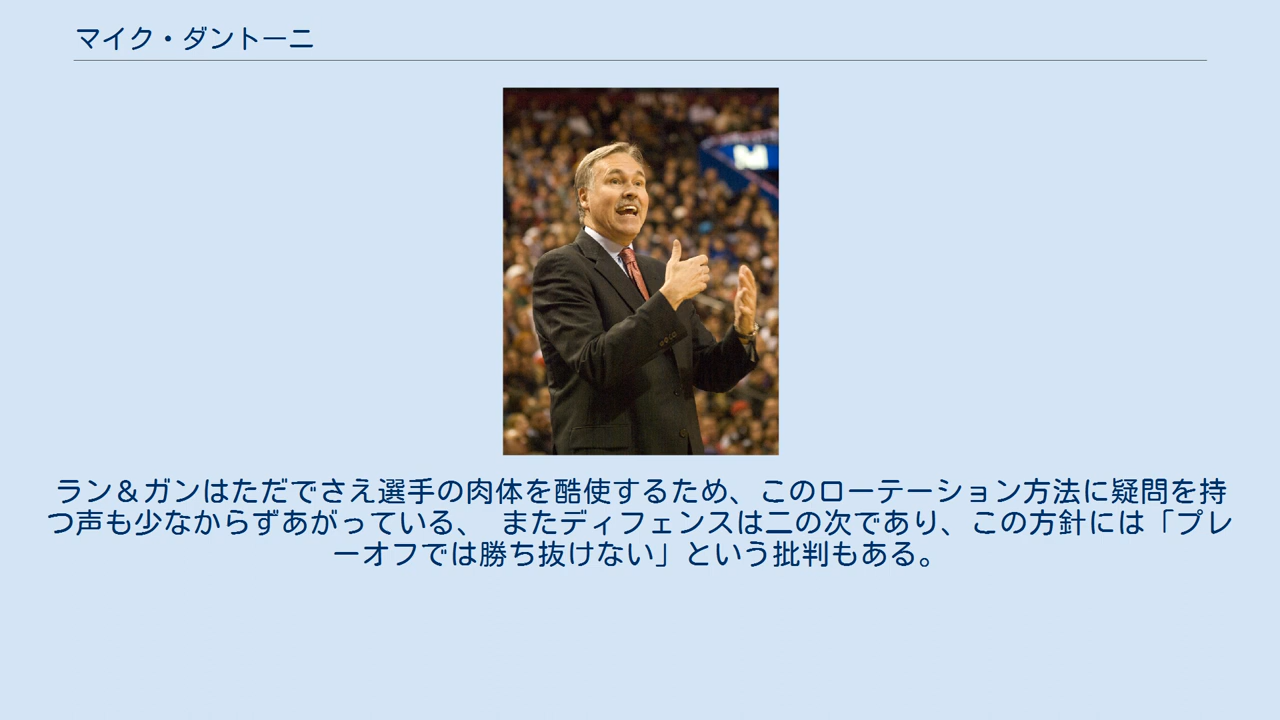 マイク・ダントーニ
ラン＆ガンはただでさえ選手の肉体を酷使するため、このローテーション方法に疑問を持
つ声も少なからずあがっている、　またディフェンスは二の次であり、この方針には「プレ
ーオフでは勝ち抜けない」という批判もある。